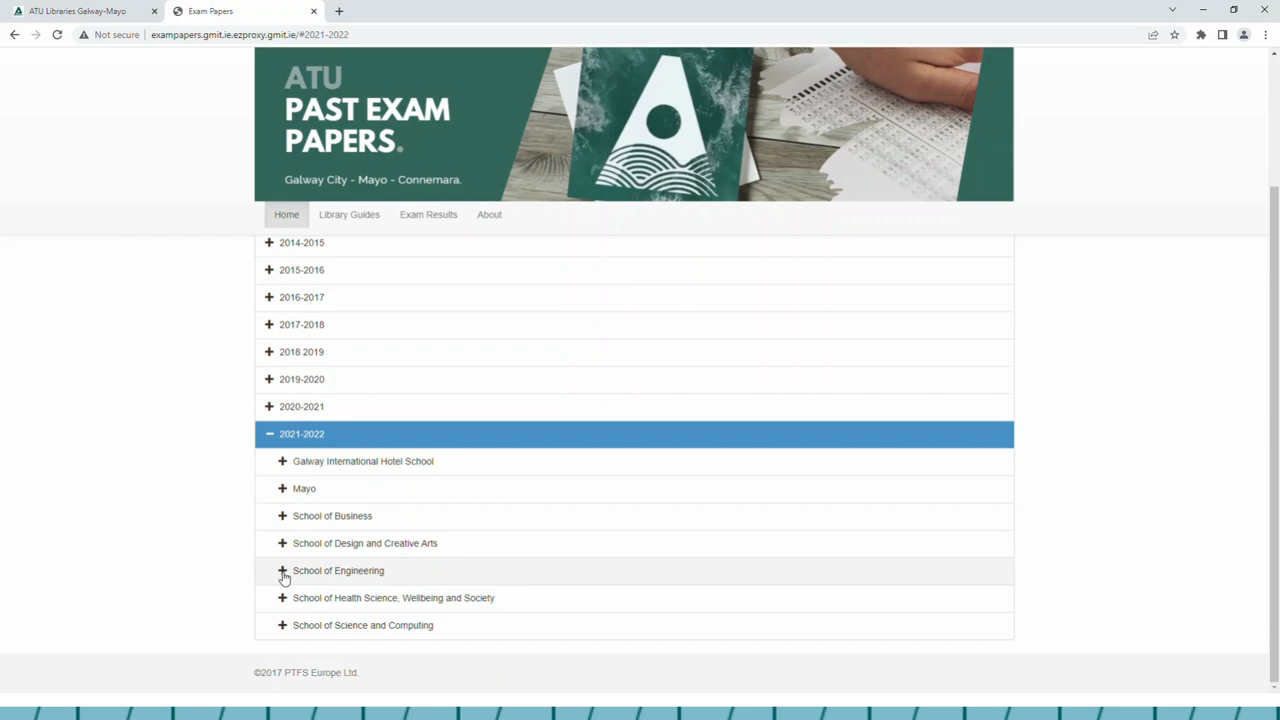 ATU Libraries Galway-Mayo
Exam Papers
Not secure
exampapers.gmit.ie.ezproxy.gmit.ie/#2021-2022
ATU
PAST EXAM
PAPERS.
Galway City - Mayo - Connemara.
Home Library Guides Exam Results About
2014-2015
2015-2016
2016-2017
2017-2018
2018 2019
2019-2020
2020-2021
2021-2022
Galway International Hotel School
Mayo
School of Business
School of Design and Creative Arts
School of Engineering
School of Health Science, Wellbeing and Society
School of Science and Computing
©2017 PTFS Europe Ltd.